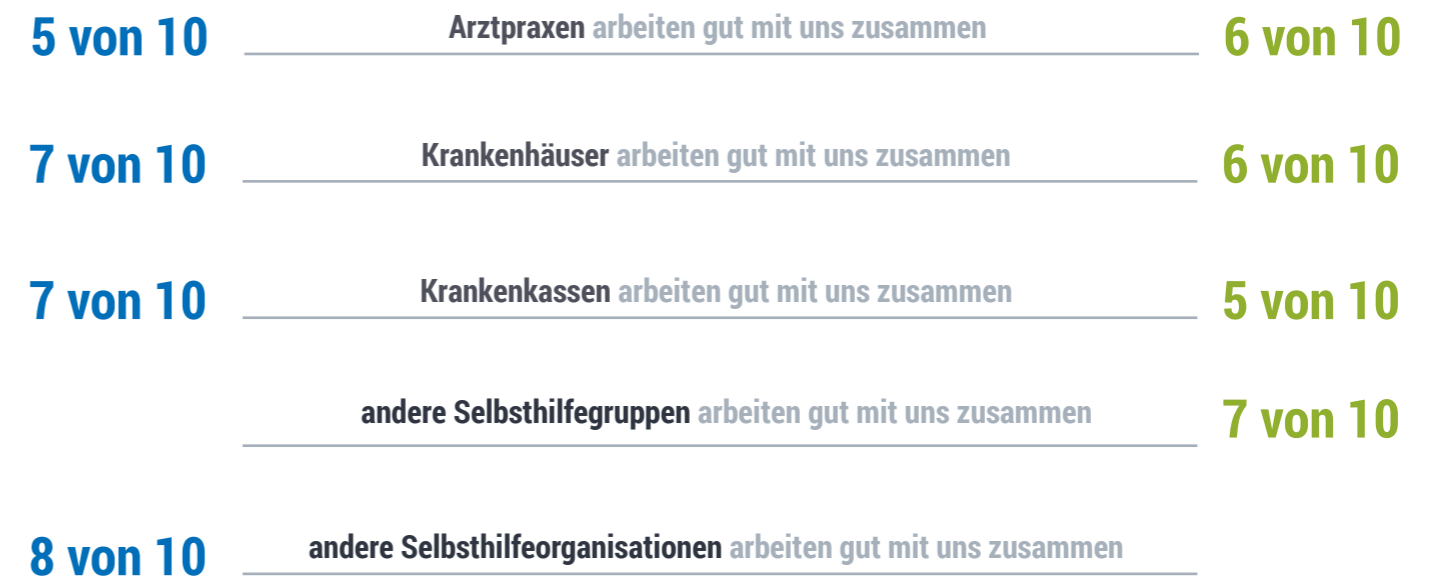 5 von 10 Arztpraxen arbeiten gut mit uns zusammen 6 von 10
7 von 10 Krankenhäuser arbeiten gut mit uns zusammen 6 von 10
7 von 10 Krankenkassen arbeiten gut mit uns zusammen 5 von 10
andere Selbsthilfegruppen arbeiten gut mit uns zusammen 7 von 10
8 von 10 andere Selbsthilfeorganisationen arbeiten gut mit uns zusammen